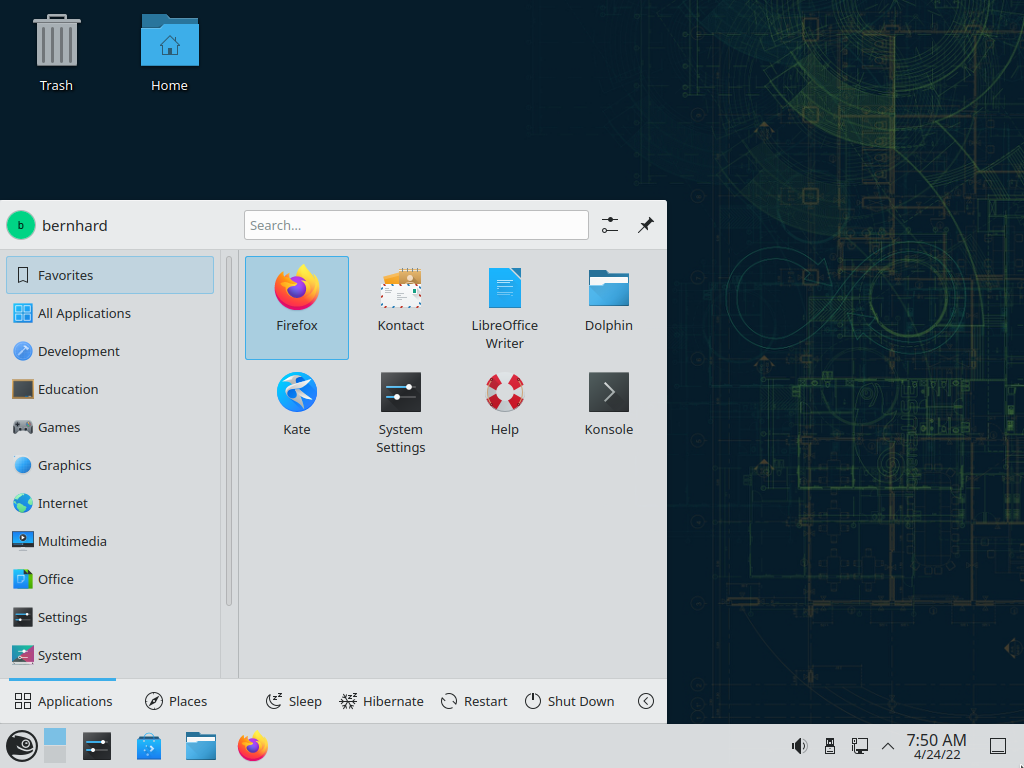 Trash
Home
b
bernhard
Search...
Favorites
All Applications
Development
Education
Games
Graphics
Internet
Multimedia
Office
Settings
System
Firefox
Kontact
LibreOffice
Writer
Dolphin
Kate
System
Settings
Help
Konsole
Applications
Places
Sleep
Hibernate
Restart
Shut Down
7:50 AM
4/24/22